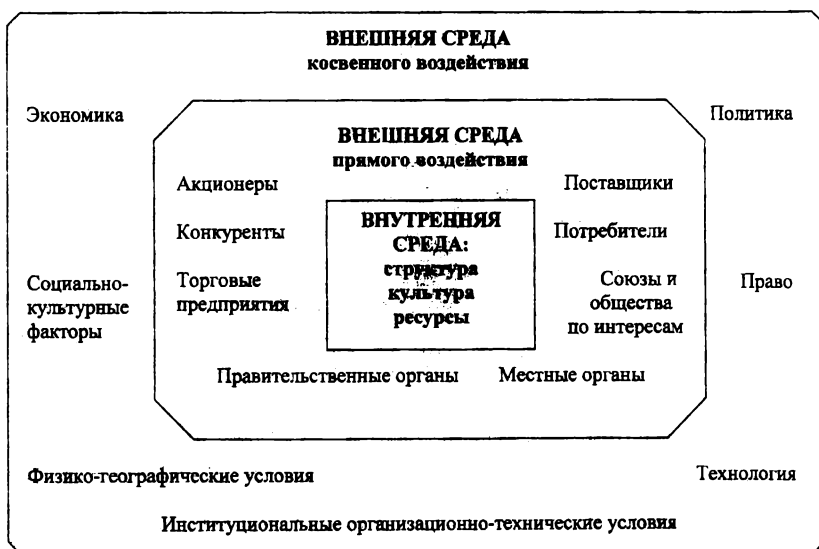 ВНЕШНЯЯ СРЕДА
косвенного воздействия
Экономика
Политика
ВНЕШНЯЯ СРЕДА
прямого воздействия
Акционеры
Поставщики
Конкуренты
ВНУТРЕННЯЯ
СРЕДА:
структура
культура
ресурсы
Потребители
Торговые
предприятия
Союзы и
общества
по интересам
Социально-
культурные
факторы
Право
Правительственные органы
Местные органы
Физико-географические условия
Технология
Институциональные организационно-технические условия